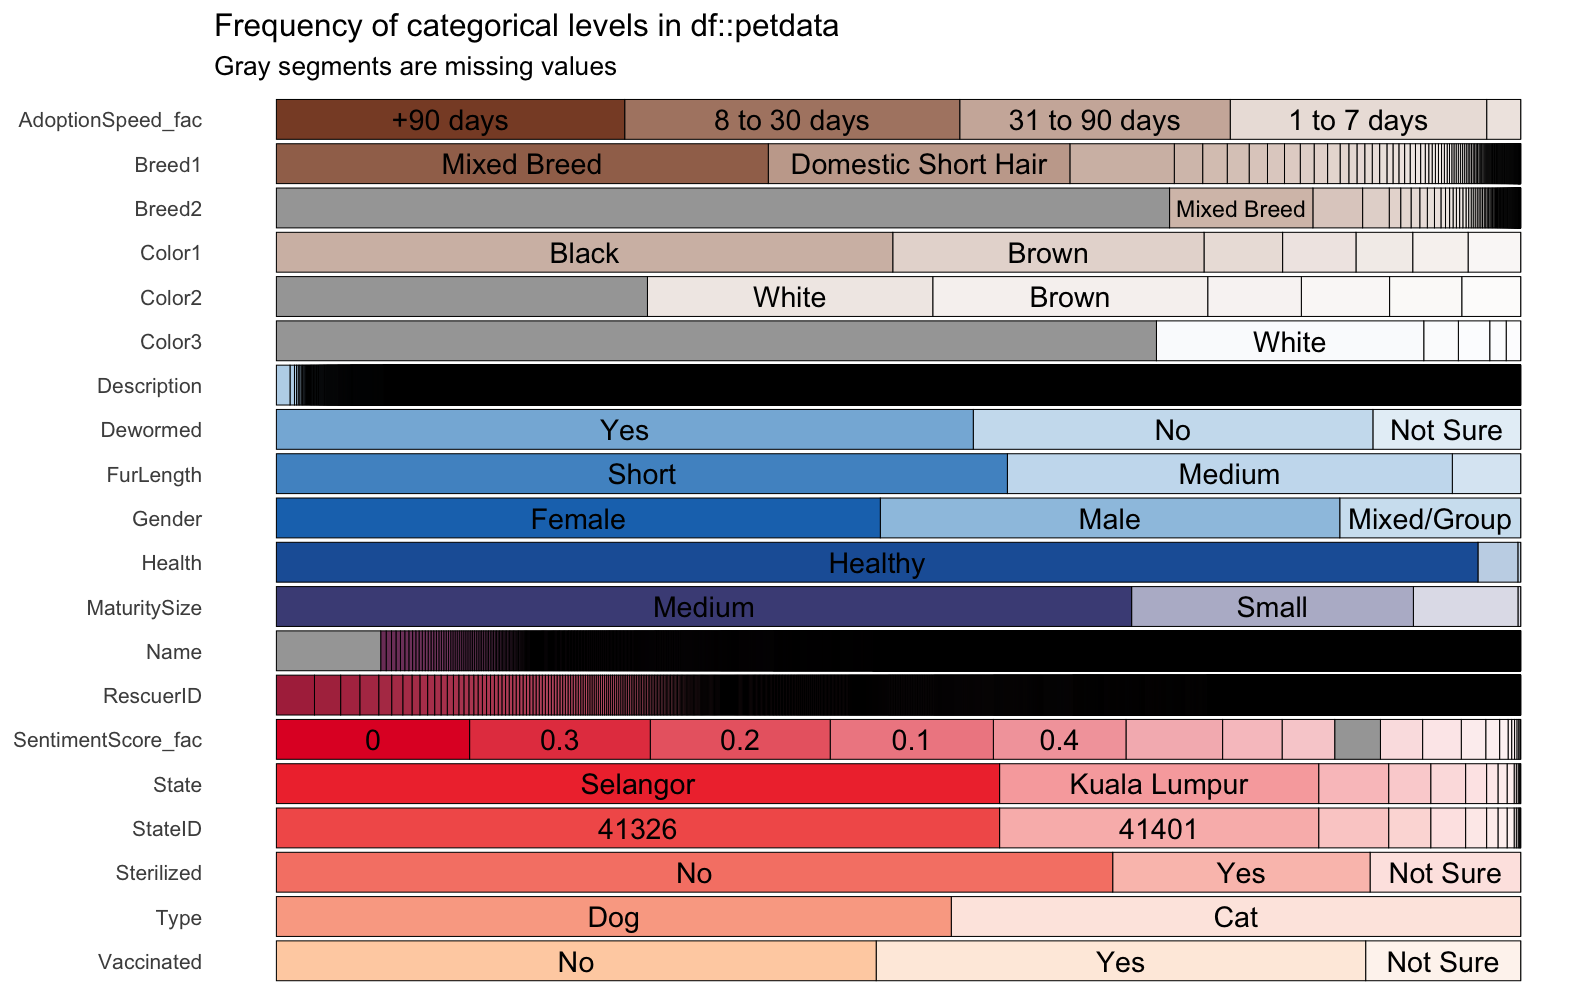 Frequency of categorical levels in df::petdata
Gray segments are missing values
AdoptionSpeed_fac +90 days 8 to 30 days 31 to 90 days 1 to 7 days
Breed1 Mixed Breed Domestic Short Hair
Breed2 Mixed Breed
Color1 Black Brown
Color2 White Brown
Color3 White
Description
Dewormed Yes No Not Sure
FurLength Short Medium
Gender Female Male Mixed/Group
Health Healthy
MaturitySize Medium Small
Name
RescuerID
SentimentScore_fac 0 0.3 0.2 0.1 0.4
State Selangor Kuala Lumpur
StateID 41326 41401
Sterilized No Yes Not Sure
Type Dog Cat
Vaccinated No Yes Not Sure